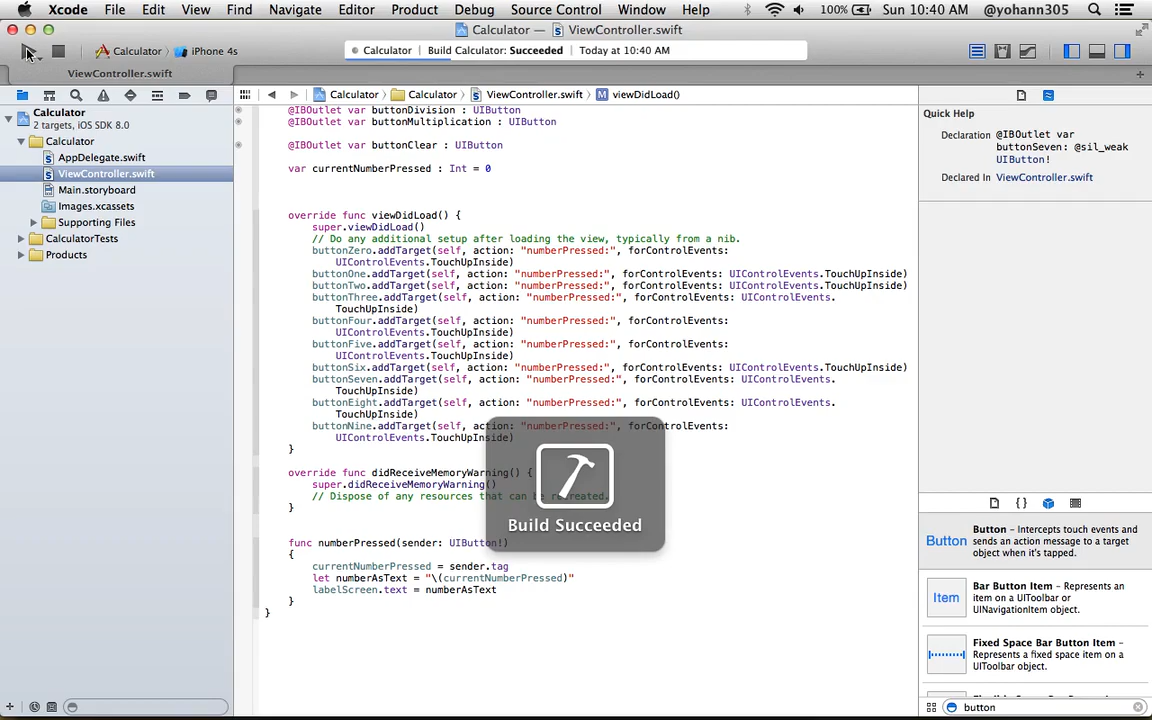 Xcode File Edit View Find Navigate Editor Product Debug Source Control Window Help 100% Sun 10:40 AM @yohann305
Calculator — ViewController.swift
Calculator 〉 iPhone 4s
Calculator | Build Calculator: Succeeded | Today at 10:40 AM
ViewController.swift
Calculator 〉 Calculator 〉 ViewController.swift 〉 M viewDidLoad()
Calculator
2 targets, iOS SDK 8.0
Calculator
AppDelegate.swift
ViewController.swift
Main.storyboard
Images.xcassets
Supporting Files
CalculatorTests
Products
@IBOutlet var buttonDivision : UIButton
@IBOutlet var buttonMultiplication : UIButton
@IBOutlet var buttonClear : UIButton
var currentNumberPressed : Int = 0
override func viewDidLoad() {
super.viewDidLoad()
// Do any additional setup after loading the view, typically from a nib.
buttonZero.addTarget(self, action: "numberPressed:", forControlEvents:
UIControlEvents.TouchUpInside)
buttonOne.addTarget(self, action: "numberPressed:", forControlEvents: UIControlEvents.TouchUpInside)
buttonTwo.addTarget(self, action: "numberPressed:", forControlEvents: UIControlEvents.TouchUpInside)
buttonThree.addTarget(self, action: "numberPressed:", forControlEvents: UIControlEvents.
TouchUpInside)
buttonFour.addTarget(self, action: "numberPressed:", forControlEvents:
UIControlEvents.TouchUpInside)
buttonFive.addTarget(self, action: "numberPressed:", forControlEvents:
UIControlEvents.TouchUpInside)
buttonSix.addTarget(self, action: "numberPressed:", forControlEvents: UIControlEvents.TouchUpInside)
buttonSeven.addTarget(self, action: "numberPressed:", forControlEvents: UIControlEvents.
TouchUpInside)
buttonEight.addTarget(self, action: "numberPressed:", forControlEvents: UIControlEvents.
TouchUpInside)
buttonNine.addTarget(self, action: "numberPressed:", forControlEvents:
UIControlEvents.TouchUpInside)
}
override func didReceiveMemoryWarning() {
super.didReceiveMemoryWarning()
// Dispose of any resources that can be recreated.
}
func numberPressed(sender: UIButton!)
{
currentNumberPressed = sender.tag
let numberAsText = "\(currentNumberPressed)"
labelScreen.text = numberAsText
}
}
Build Succeeded
Quick Help
Declaration @IBOutlet var
buttonSeven: @sil_weak
UIButton!
Declared In ViewController.swift
Button
Button – Intercepts touch events and
sends an action message to a target
object when it's tapped.
Item
Bar Button Item – Represents an
item on a UIToolbar or
UINavigationItem object.
Fixed Space Bar Button Item –
Represents a fixed space item on a
UIToolbar object.
button